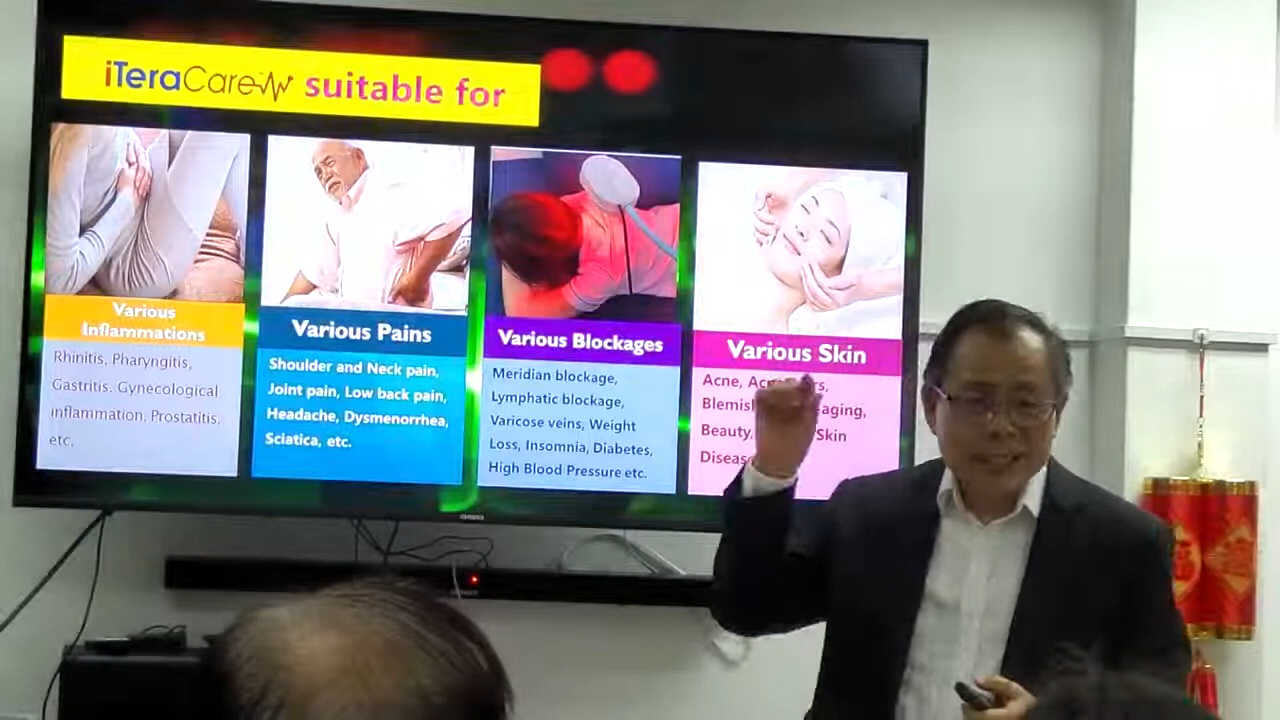 iTeraCare suitable for
Various
Inflammations
Rhinitis, Pharyngitis,
Gastritis. Gynecological
inflammation, Prostatitis,
etc,
Various Pains
Shoulder and Neck pain,
Joint pain, Low back pain,
Headache, Dysmenorrhea,
Sciatica, etc.
Various Blockages
Meridian blockage,
Lymphatic blockage,
Varicose veins, Weight
Loss, Insomnia, Diabetes,
High Blood Pressure etc.
Various Skin
Acne,
aging,
Beauty, Skin
福